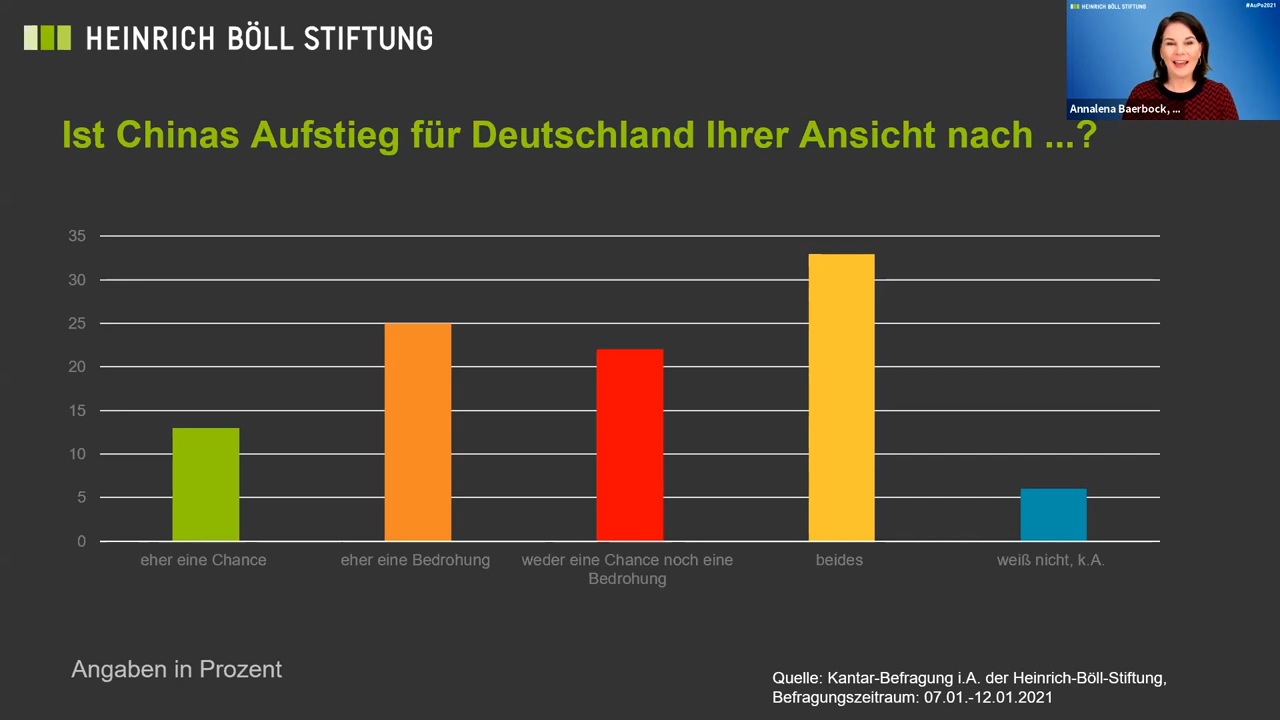 HEINRICH BÖLL STIFTUNG
HEINRICH BÖLL STIFTUNG
#AuPo2021
Annalena Baerbock, ...
Ist Chinas Aufstieg für Deutschland Ihrer Ansicht nach ...?
35
30
25
20
15
10
5
0
eher eine Chance
eher eine Bedrohung
weder eine Chance noch eine
Bedrohung
beides
weiß nicht, k.A.
Angaben in Prozent
Quelle: Kantar-Befragung i.A. der Heinrich-Böll-Stiftung,
Befragungszeitraum: 07.01.-12.01.2021